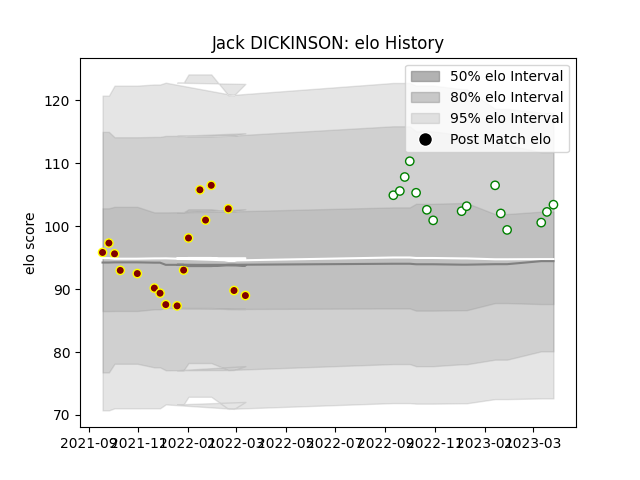 Jack DICKINSON: elo History
50% elo Interval
80% elo Interval
95% elo Interval
Post Match elo
elo score
120
110
100
90
80
70
2021-09 2021-11 2022-01 2022-03 2022-05 2022-07 2022-09 2022-11 2023-01 2023-03